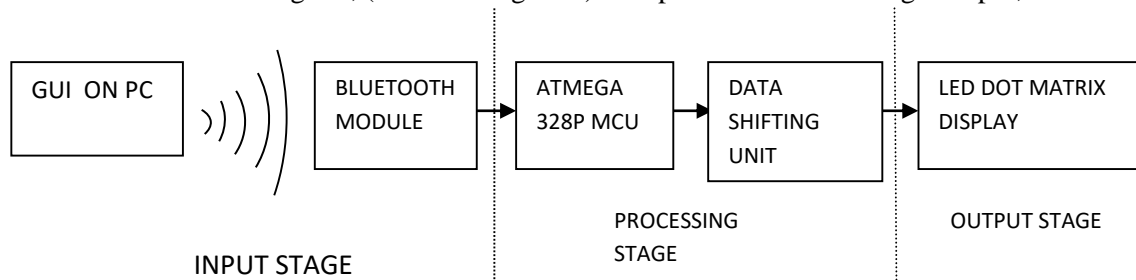 GUI ON PC
BLUETOOTH
MODULE
ATMEGA
328P MCU
DATA
SHIFTING
UNIT
LED DOT MATRIX
DISPLAY
PROCESSING
STAGE
OUTPUT STAGE
INPUT STAGE